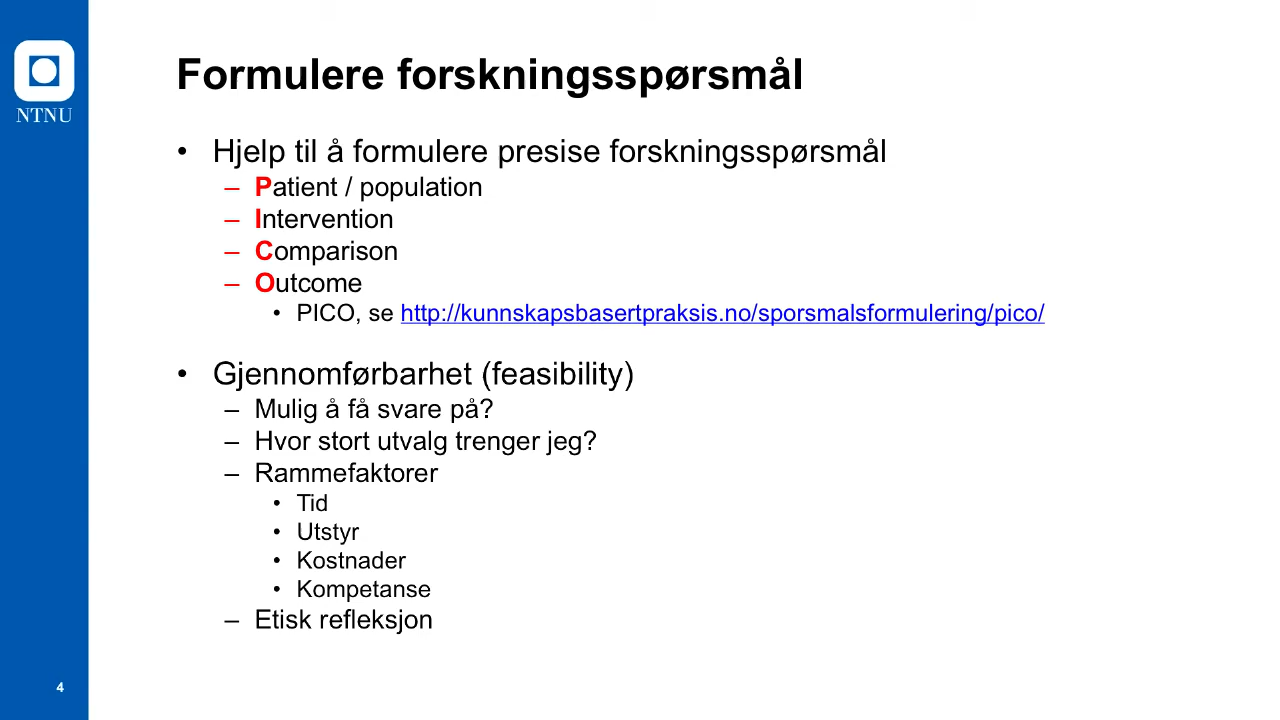 NTNU
Formulere forskningsspørsmål
• Hjelp til å formulere presise forskningsspørsmål
– Patient / population
– Intervention
– Comparison
– Outcome
• PICO, se http://kunnskapsbasertpraksis.no/sporsmalsformulering/pico/
• Gjennomførbarhet (feasibility)
– Mulig å få svare på?
– Hvor stort utvalg trenger jeg?
– Rammefaktorer
• Tid
• Utstyr
• Kostnader
• Kompetanse
– Etisk refleksjon
4